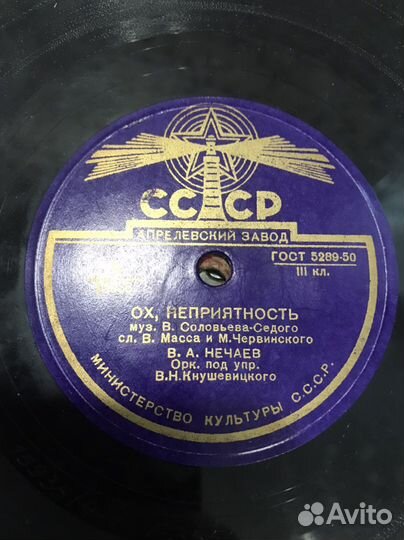 СССР
АПРЕЛЕВСКИЙ ЗАВОД
ГОСТ 5289-50
III кл.
ОХ, НЕПРИЯТНОСТЬ
муз. В. Соловьева-Седого
сл. В. Масса и М. Червинского
В. А. НЕЧАЕВ
Орк. под упр.
В.Н.Кнушевицкого
МИНИСТЕРСТВО КУЛЬТУРЫ С.С.С.Р.
Avito